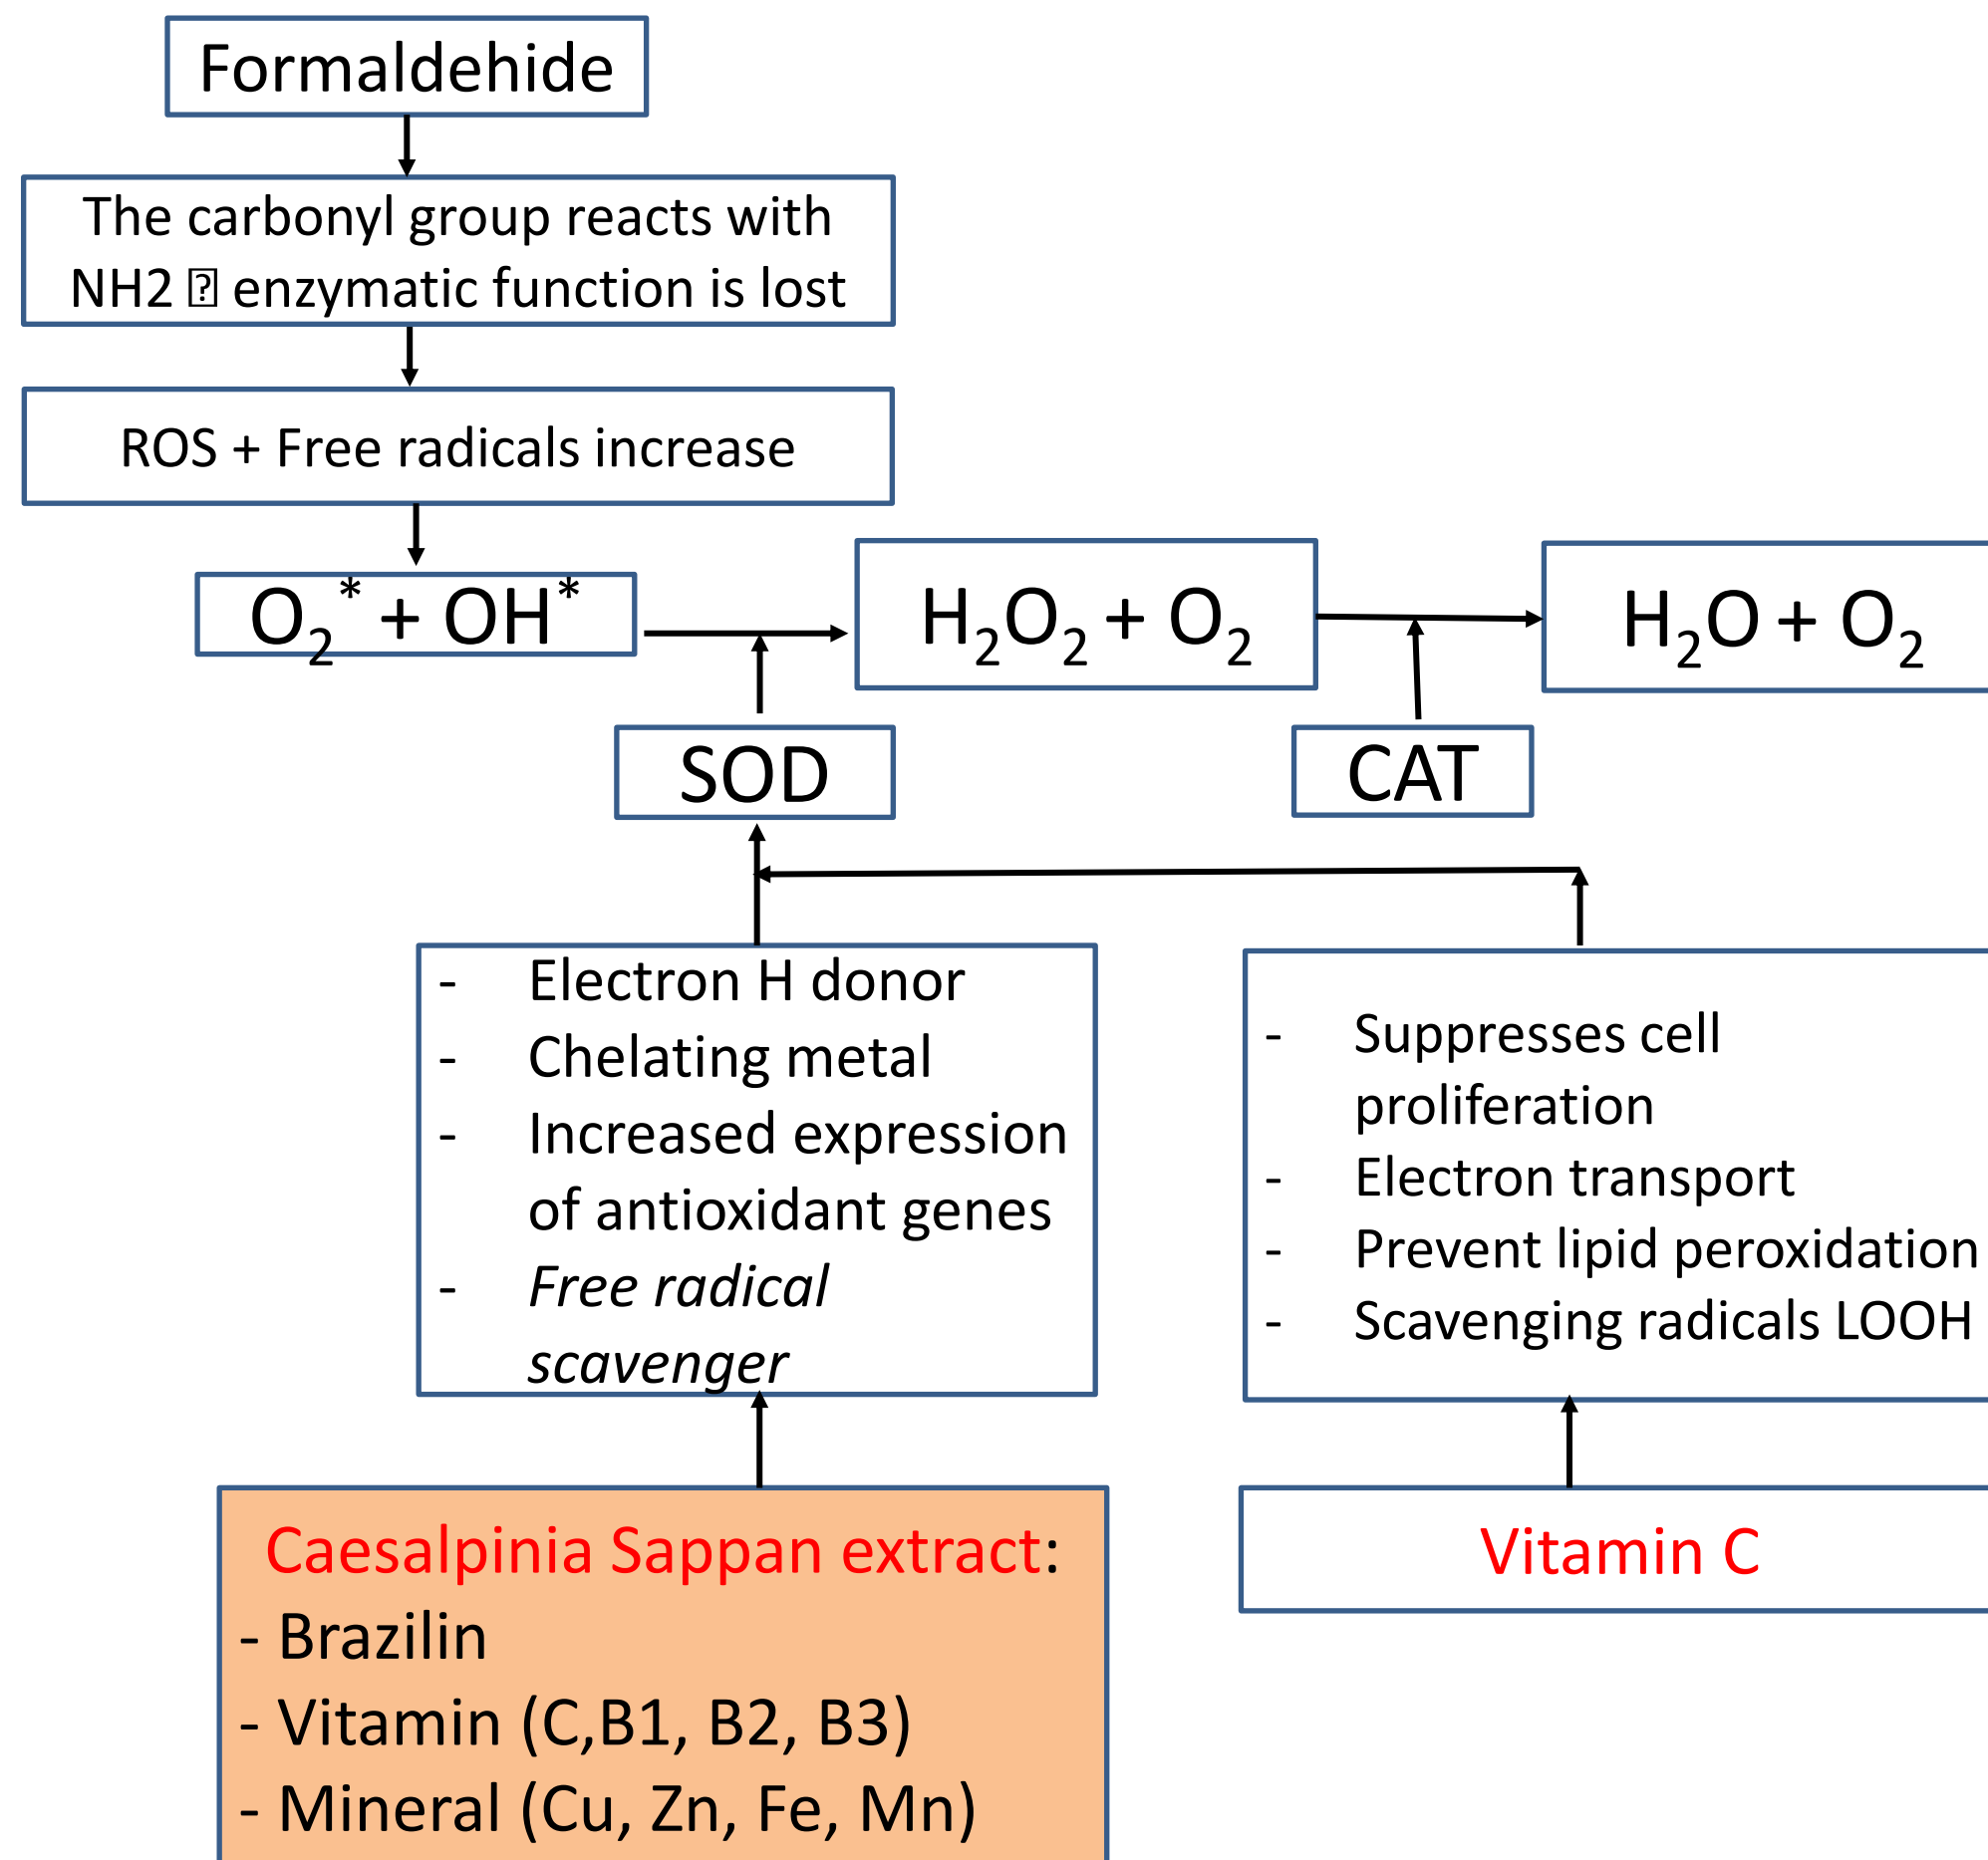 Formaldehide
The carbonyl group reacts with
NH2 ⍰ enzymatic function is lost
ROS + Free radicals increase
O₂* + OH*
H₂O₂ + O₂
H₂O + O₂
SOD
CAT
- Electron H donor
- Chelating metal
- Increased expression
of antioxidant genes
- Free radical
scavenger
- Suppresses cell
proliferation
- Electron transport
- Prevent lipid peroxidation
- Scavenging radicals LOOH
Caesalpinia Sappan extract:
- Brazilin
- Vitamin (C,B1, B2, B3)
- Mineral (Cu, Zn, Fe, Mn)
Vitamin C